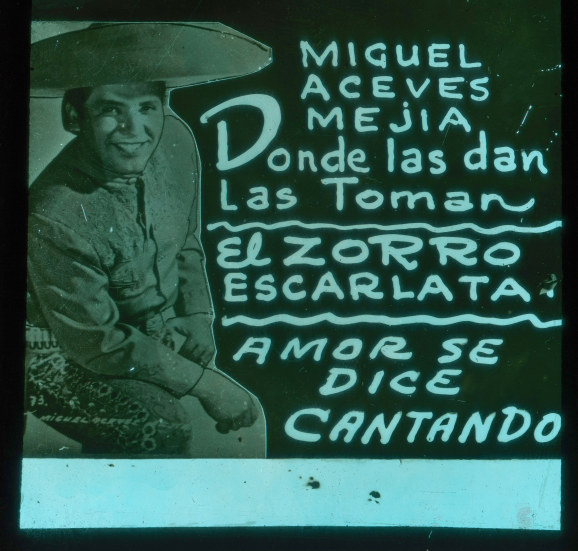 MIGUEL
ACEVES
MEJIA
Donde las dan
Las Toman
El ZORRO
ESCARLATA
AMOR SE
DICE
CANTANDO